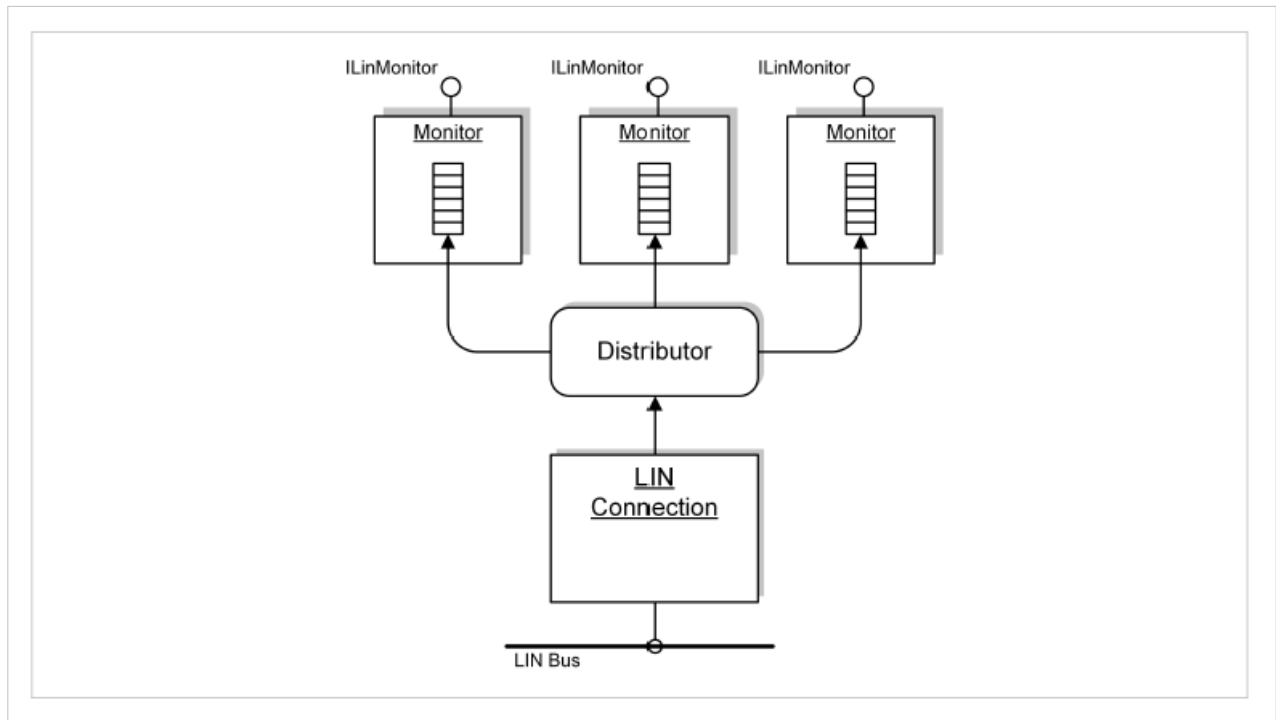 ILinMonitor
ILinMonitor
ILinMonitor
Monitor
Monitor
Monitor
Distributor
LIN
Connection
LIN Bus